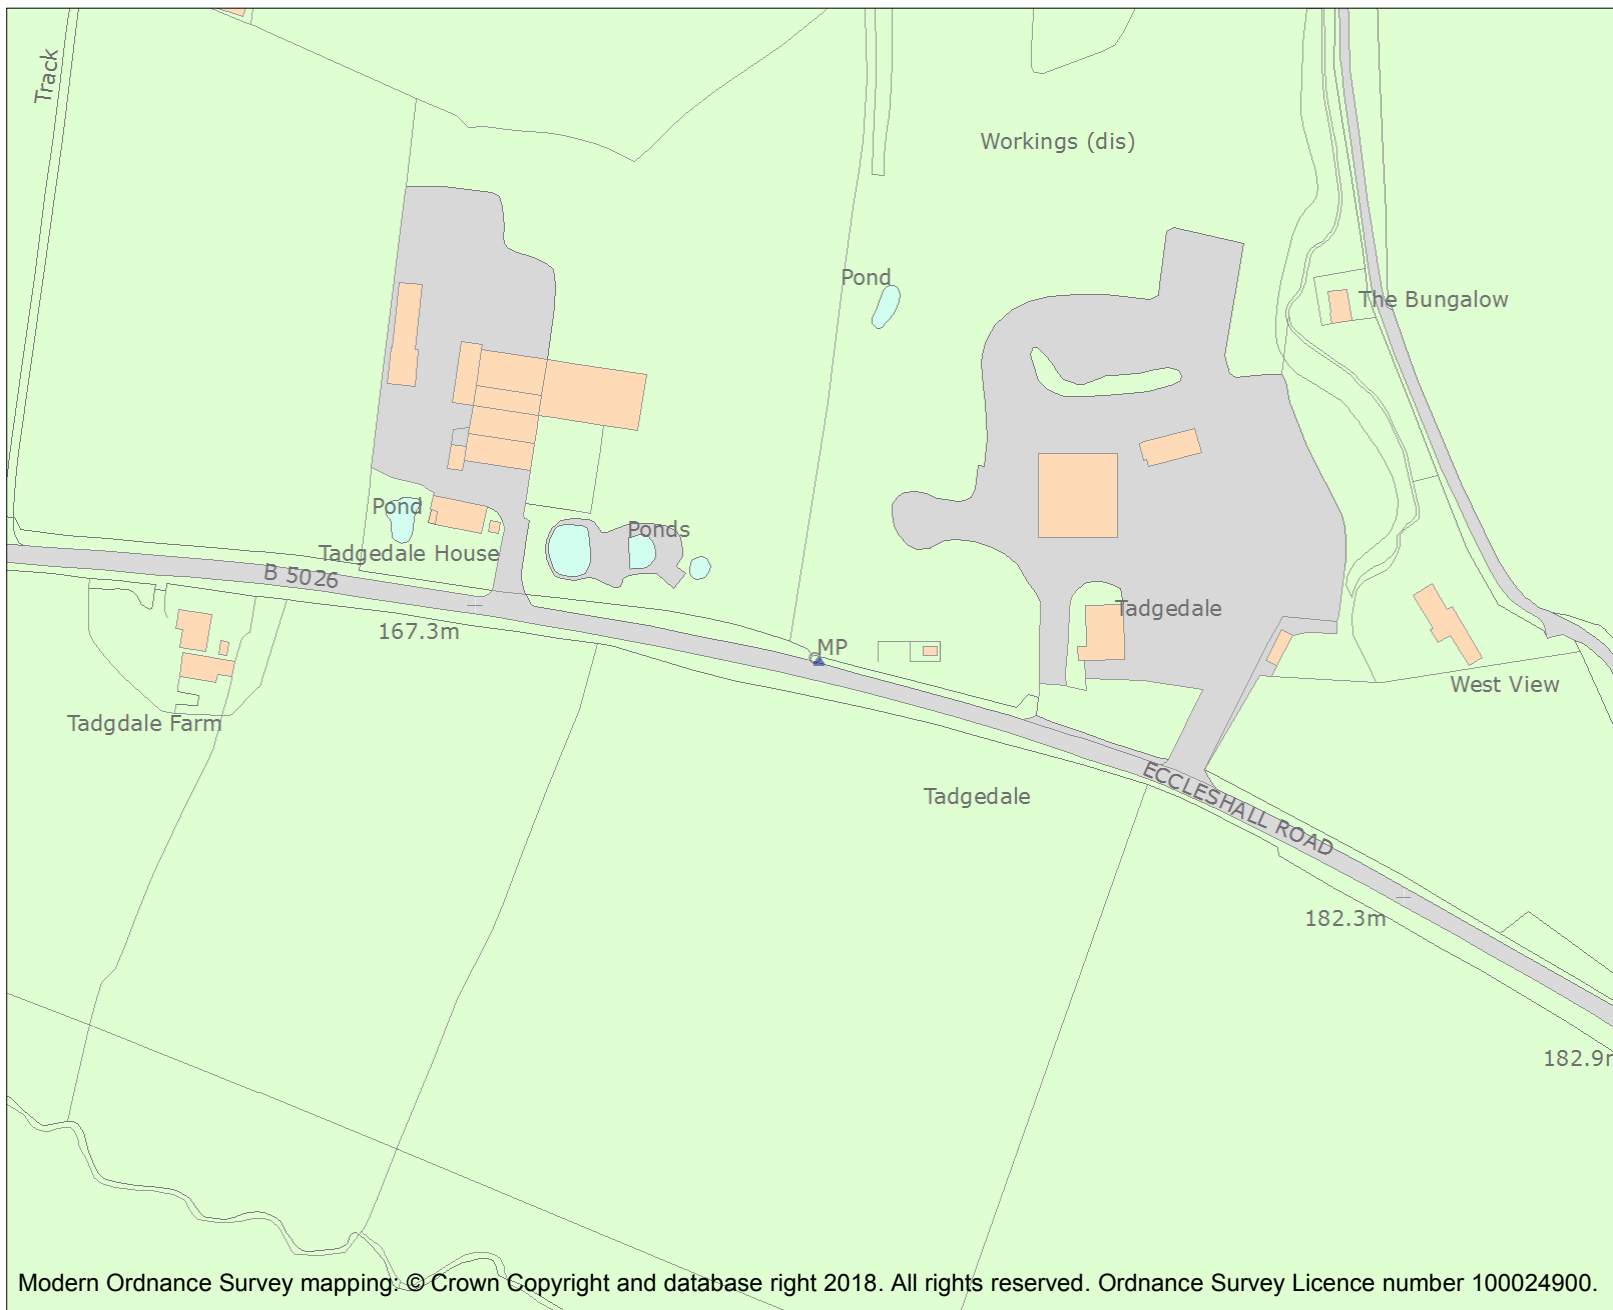 Track
Workings (dis)
Pond
The Bungalow
Pond
Ponds
Tadgedale House
B 5026
Tadgedale
167.3m
MP
West View
Tadgdale Farm
ECCLESHALL ROAD
Tadgedale
182.3m
182.9m
Modern Ordnance Survey mapping: © Crown Copyright and database right 2018. All rights reserved. Ordnance Survey Licence number 100024900.